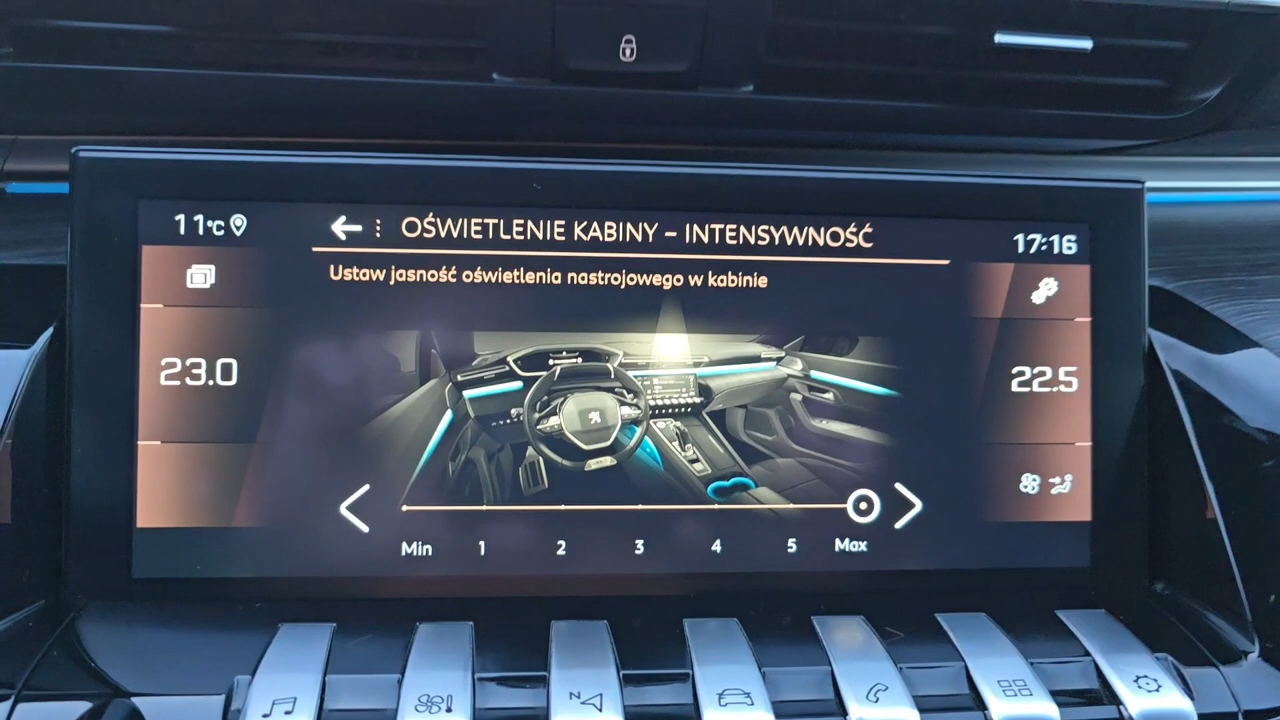 11°C
OŚWIETLENIE KABINY – INTENSYWNOŚĆ
17:16
Ustaw jasność oświetlenia nastrojowego w kabinie
23.0
22.5
Min 1 2 3 4 5 Max
N